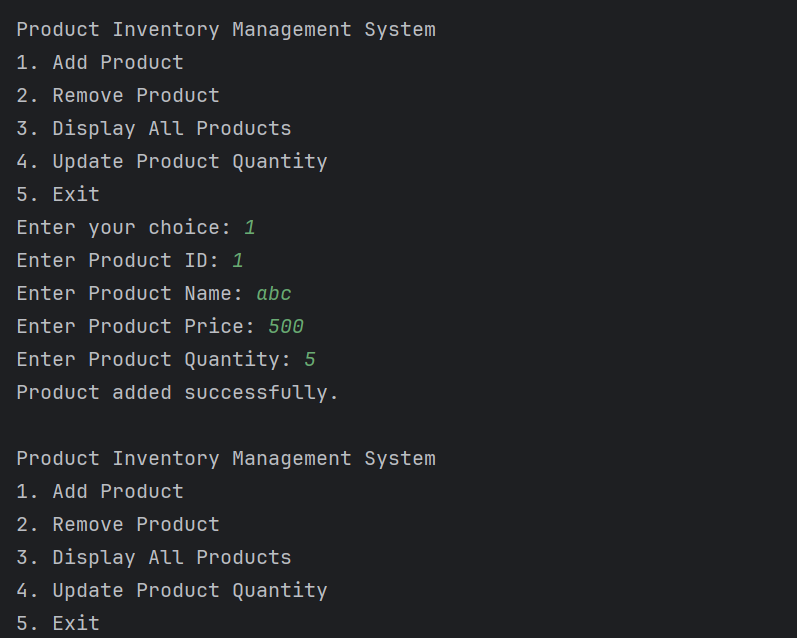 Product Inventory Management System
1. Add Product
2. Remove Product
3. Display All Products
4. Update Product Quantity
5. Exit
Enter your choice: 1
Enter Product ID: 1
Enter Product Name: abc
Enter Product Price: 500
Enter Product Quantity: 5
Product added successfully.

Product Inventory Management System
1. Add Product
2. Remove Product
3. Display All Products
4. Update Product Quantity
5. Exit